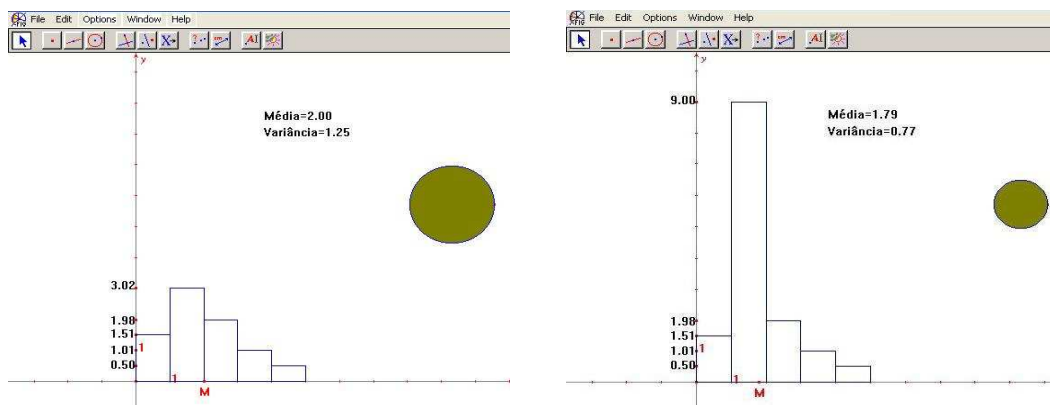 File Edit Options Window Help
y
Média=2.00
Variância=1.25
3.02
1.98
1.51
1.01
1
0.50
1
M
File Edit Options Window Help
y
9.00
Média=1.79
Variância=0.77
1.98
1.51
1.01
1
0.50
1
M